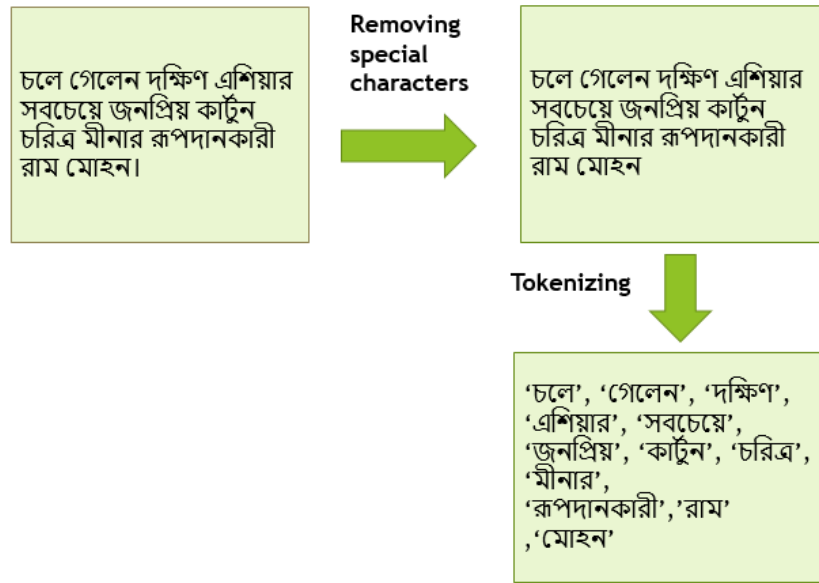 চলে গেলেন দক্ষিণ এশিয়ার
সবচেয়ে জনপ্রিয় কার্টুন
চরিত্র মীনার রূপদানকারী
রাম মোহন।
Removing
special
characters
চলে গেলেন দক্ষিণ এশিয়ার
সবচেয়ে জনপ্রিয় কার্টুন
চরিত্র মীনার রূপদানকারী
রাম মোহন
Tokenizing
‘চলে’, ‘গেলেন’, ‘দক্ষিণ’,
‘এশিয়ার’, ‘সবচেয়ে’,
‘জনপ্রিয়’, ‘কার্টুন’, ‘চরিত্র’,
‘মীনার’,
‘রূপদানকারী’,’রাম’
,‘মোহন’